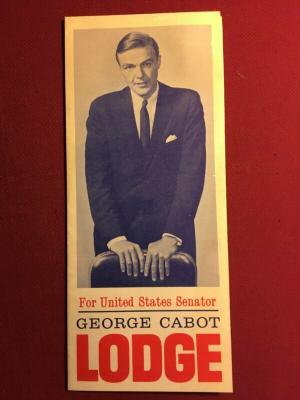 For United States Senator
GEORGE CABOT
LODGE